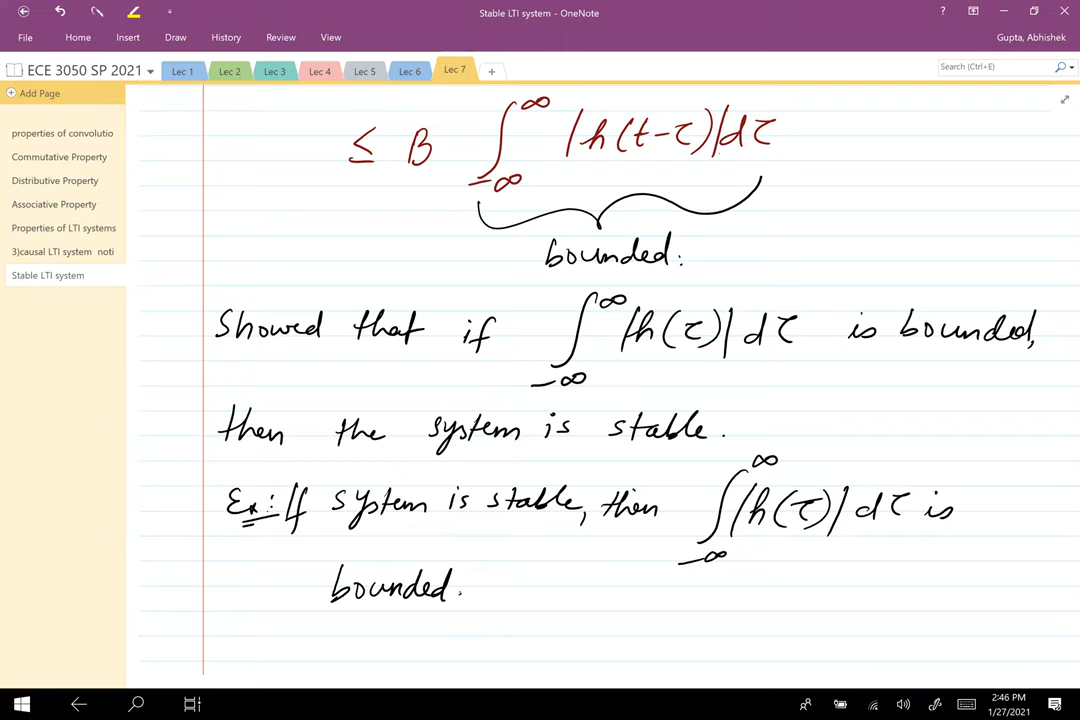 Stable LTI system - OneNote
?
File Home Insert Draw History Review View
Gupta, Abhishek
ECE 3050 SP 2021 Lec 1 Lec 2 Lec 3 Lec 4 Lec 5 Lec 6 Lec 7 +
Search (Ctrl+E)
Add Page
properties of convolutio
Commutative Property
Distributive Property
Associative Property
Properties of LTI systems
3)causal LTI system noti
Stable LTI system
≤ B ∫_{-∞}^{∞} |h(t-τ)|dτ
bounded.
Showed that if ∫_{-∞}^{∞} |h(τ)|dτ is bounded,
then the system is stable.
Ex: If system is stable, then ∫_{-∞}^{∞} |h(τ)|dτ is
bounded.
2:46 PM
1/27/2021